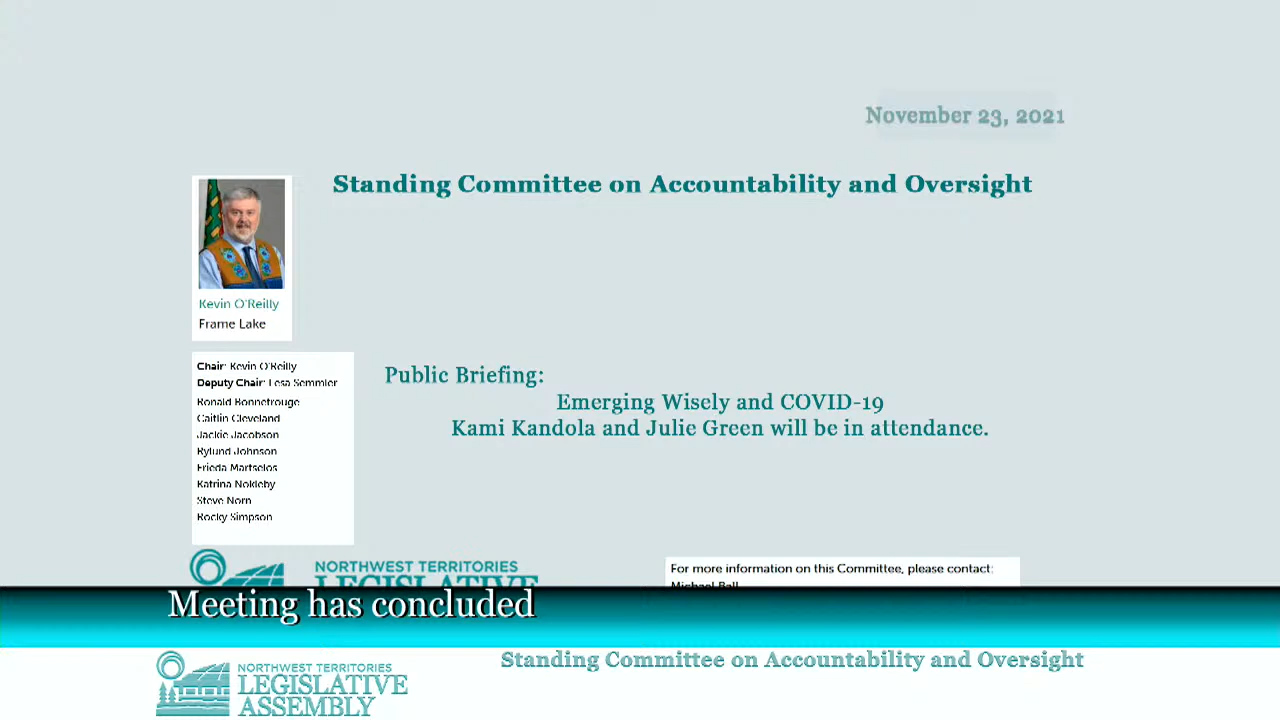 November 23, 2021
Standing Committee on Accountability and Oversight
Kevin O'Reilly
Frame Lake
Chair: Kevin O'Reilly
Deputy Chair: Lesa Semmler
Ronald Bonnetrouge
Caitlin Cleveland
Jackie Jacobson
Rylund Johnson
Frieda Martselos
Katrina Nokleby
Steve Norn
Rocky Simpson
Public Briefing:
Emerging Wisely and COVID-19
Kami Kandola and Julie Green will be in attendance.
NORTHWEST TERRITORIES
LEGISLATIVE
For more information on this Committee, please contact:
Michael Ball
Meeting has concluded
NORTHWEST TERRITORIES
LEGISLATIVE
ASSEMBLY
Standing Committee on Accountability and Oversight